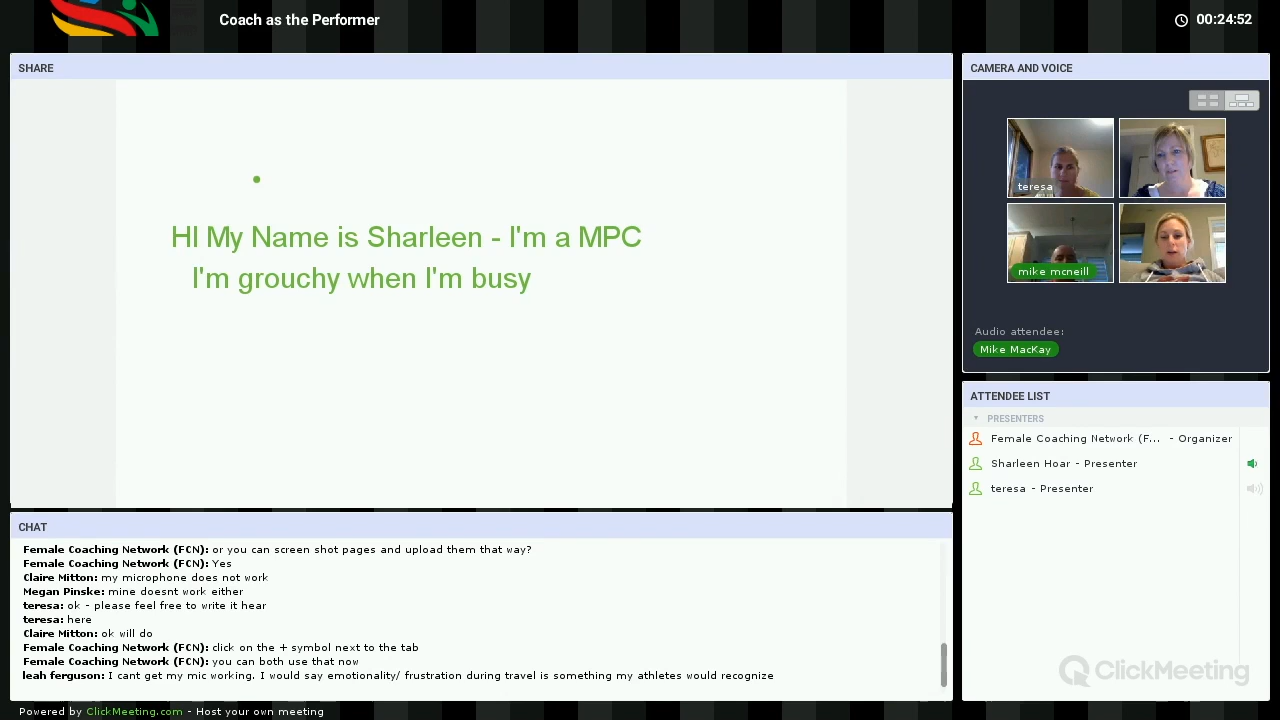 Coach as the Performer
00:24:52
SHARE
HI My Name is Sharleen - I'm a MPC
I'm grouchy when I'm busy
CAMERA AND VOICE
teresa
mike mcneill
Audio attendee:
Mike MacKay
ATTENDEE LIST
PRESENTERS
Female Coaching Network (F... - Organizer
Sharleen Hoar - Presenter
teresa - Presenter
CHAT
Female Coaching Network (FCN): or you can screen shot pages and upload them that way?
Female Coaching Network (FCN): Yes
Claire Mitton: my microphone does not work
Megan Pinske: mine doesnt work either
teresa: ok - please feel free to write it hear
teresa: here
Claire Mitton: ok will do
Female Coaching Network (FCN): click on the + symbol next to the tab
Female Coaching Network (FCN): you can both use that now
leah ferguson: I cant get my mic working. I would say emotionality/ frustration during travel is something my athletes would recognize
ClickMeeting
Powered by ClickMeeting.com - Host your own meeting